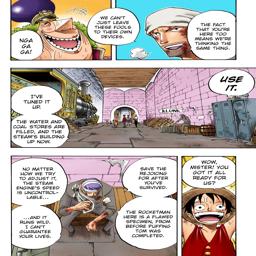 NGA
GA
GA!
WE CAN'T
JUST LEAVE
THESE FOOLS
TO THEIR
OWN
DEVICES.
THE FACT
THAT YOU'RE
HERE TOO
MEANS WE'RE
THINKING THE
SAME THING.
I'VE
TUNED IT
UP.
THE WATER AND
COAL STORES ARE
FILLED, AND THE
STEAM'S BUILDING
UP NOW.
USE
IT.
NO MATTER
HOW WE TRY
TO ADJUST IT,
THE STEAM
ENGINE'S SPEED IS
UNCONTROL-
LABLE...
...AND
IT RUNS
WILD.
I CAN'T
GUARANTEE
YOUR LIVES.
SAVE THE
REJOICING FOR
AFTER YOU'VE
SURVIVED.
THE ROCKETMAN
HERE IS A FLAWED
SPECIMEN, FROM
BEFORE PUFFING
TOM WAS
COMPLETED.
WOW,
MISTER! YOU
GOT IT ALL
READY FOR
US?